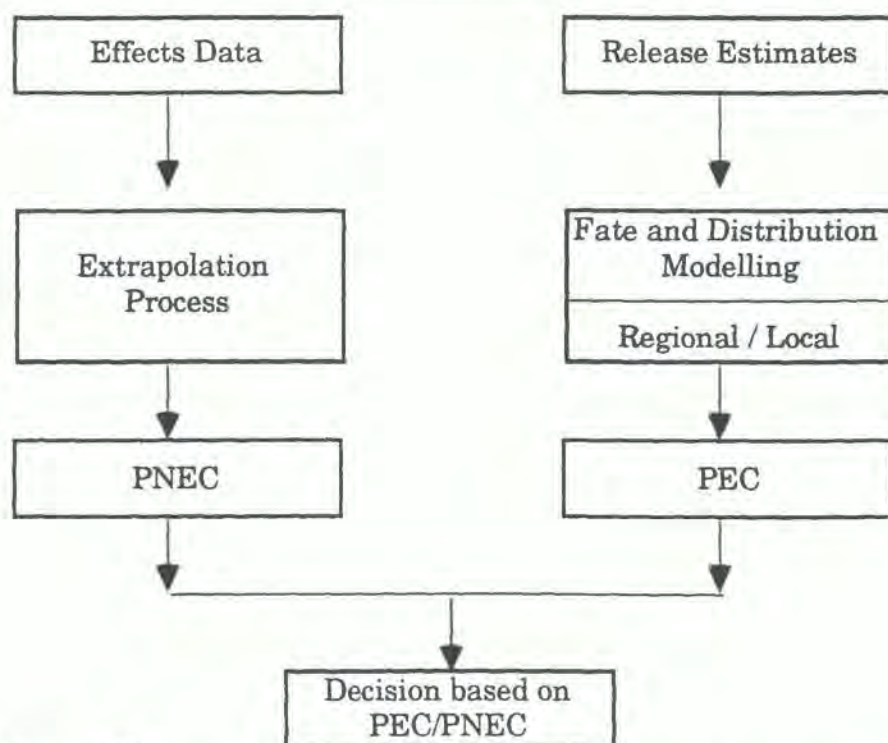 Effects Data
Release Estimates
Extrapolation
Process
Fate and Distribution
Modelling
Regional / Local
PNEC
PEC
Decision based on
PEC/PNEC